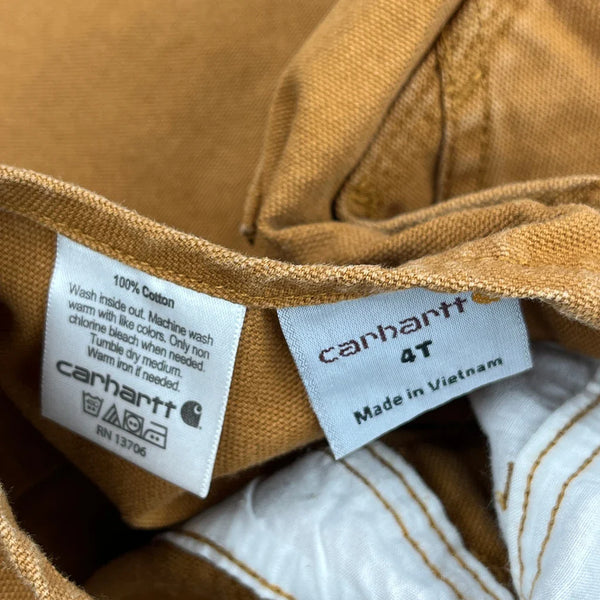 100% Cotton
Wash inside out. Machine wash
warm with like colors. Only non
chlorine bleach when needed.
Tumble dry medium.
Warm iron if needed.
carhartt
RN 13706
carhartt
4T
Made in Vietnam